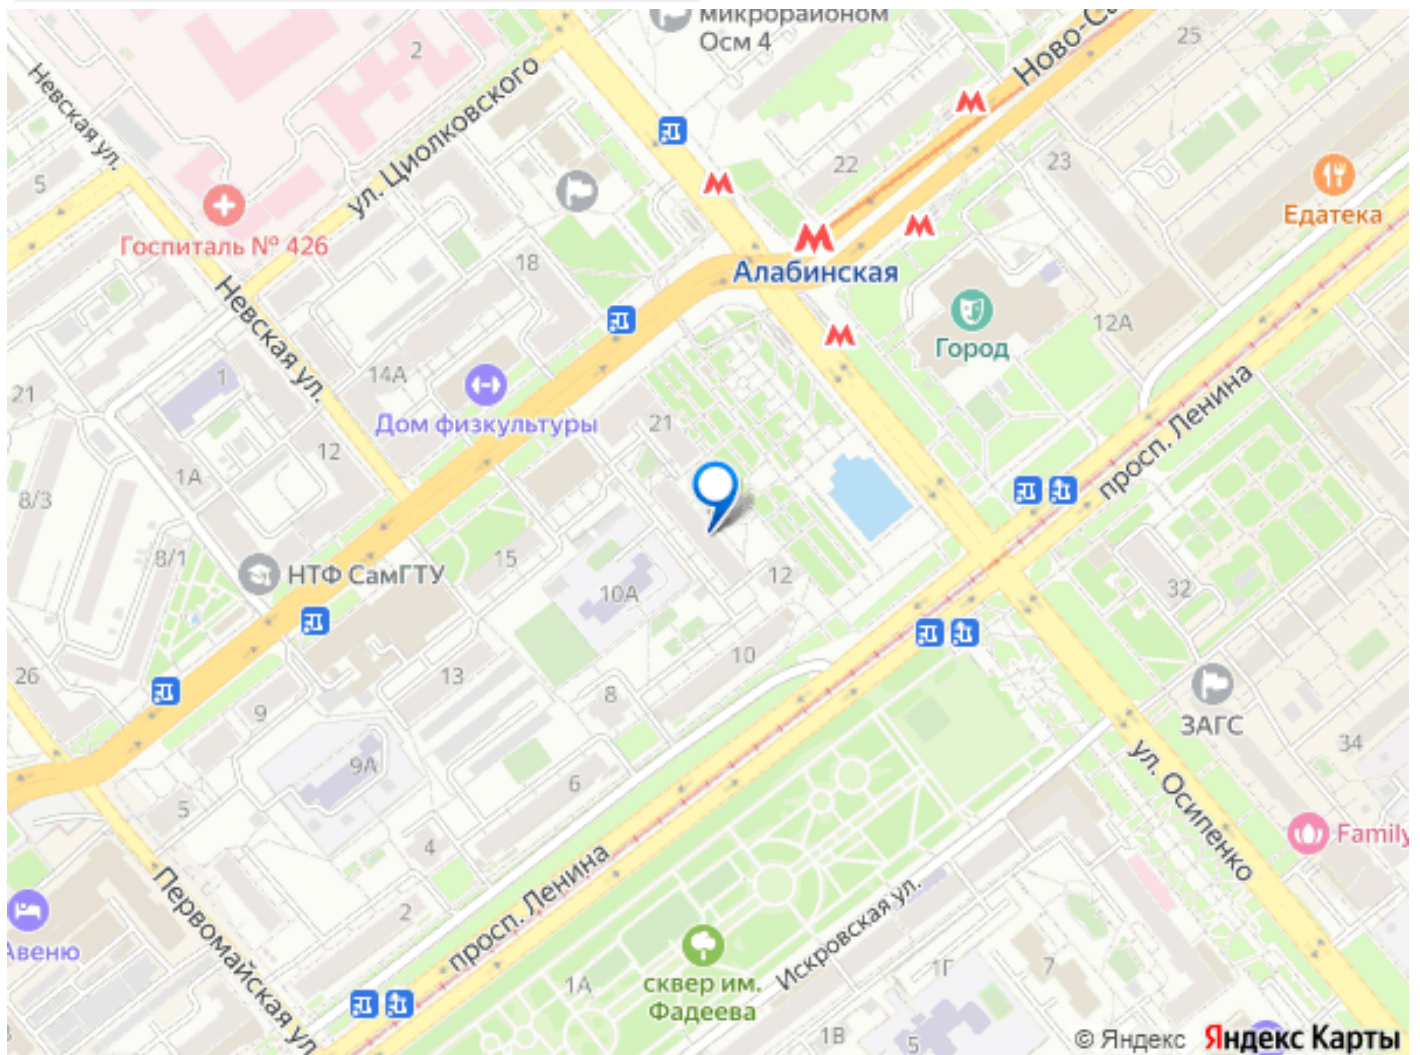 микрорайоном
Осм 4
2
25
Ново-Са
Невская ул.
ул. Циолковского
22
23
5
Едатека
Госпиталь № 426
18
Алабинская
Невская ул.
12А
Город
14А
1
21
Дом физкультуры
21
просп. Ленина
12
1А
8/3
8/1
15
НТФ СамГТУ
10А
12
32
10
26
13
8
9
ЗАГС
34
9А
6
5
ул. Осипенко
Family
4
просп. Ленина
2
Первомайская ул.
Авеню
Искровская ул.
1Г
7
1А
сквер им.
Фадеева
1В
5
© Яндекс Яндекс Карты